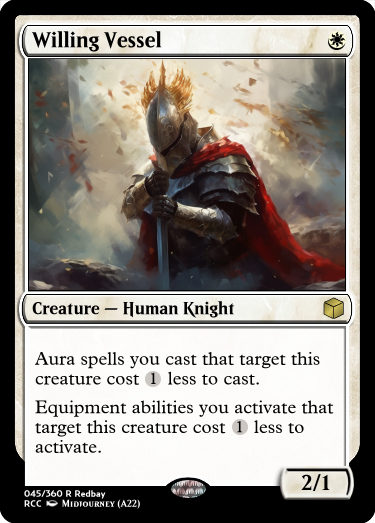 Willing Vessel
Creature — Human Knight
Aura spells you cast that target this
creature cost 1 less to cast.
Equipment abilities you activate that
target this creature cost 1 less to
activate.
2/1
045/360 R Redbay
RCC Midjourney (A22)